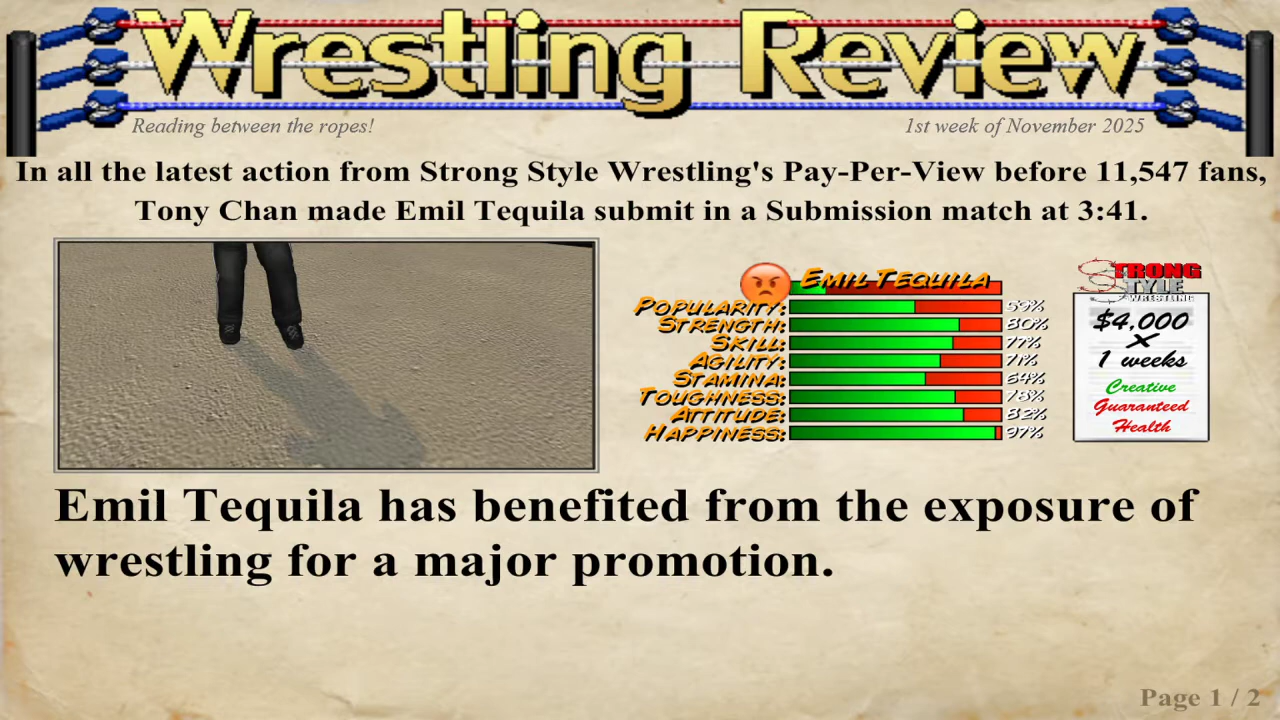 Wrestling Review
Reading between the ropes!
1st week of November 2025
In all the latest action from Strong Style Wrestling's Pay-Per-View before 11,547 fans,
Tony Chan made Emil Tequila submit in a Submission match at 3:41.
Emil Tequila
Popularity: 59%
Strength: 80%
Skill: 77%
Agility: 71%
Stamina: 64%
Toughness: 78%
Attitude: 82%
Happiness: 97%
STRONG
STYLE
WRESTLING
$4,000
X
1 weeks
Creative
Guaranteed
Health
Emil Tequila has benefited from the exposure of
wrestling for a major promotion.
Page 1 / 2